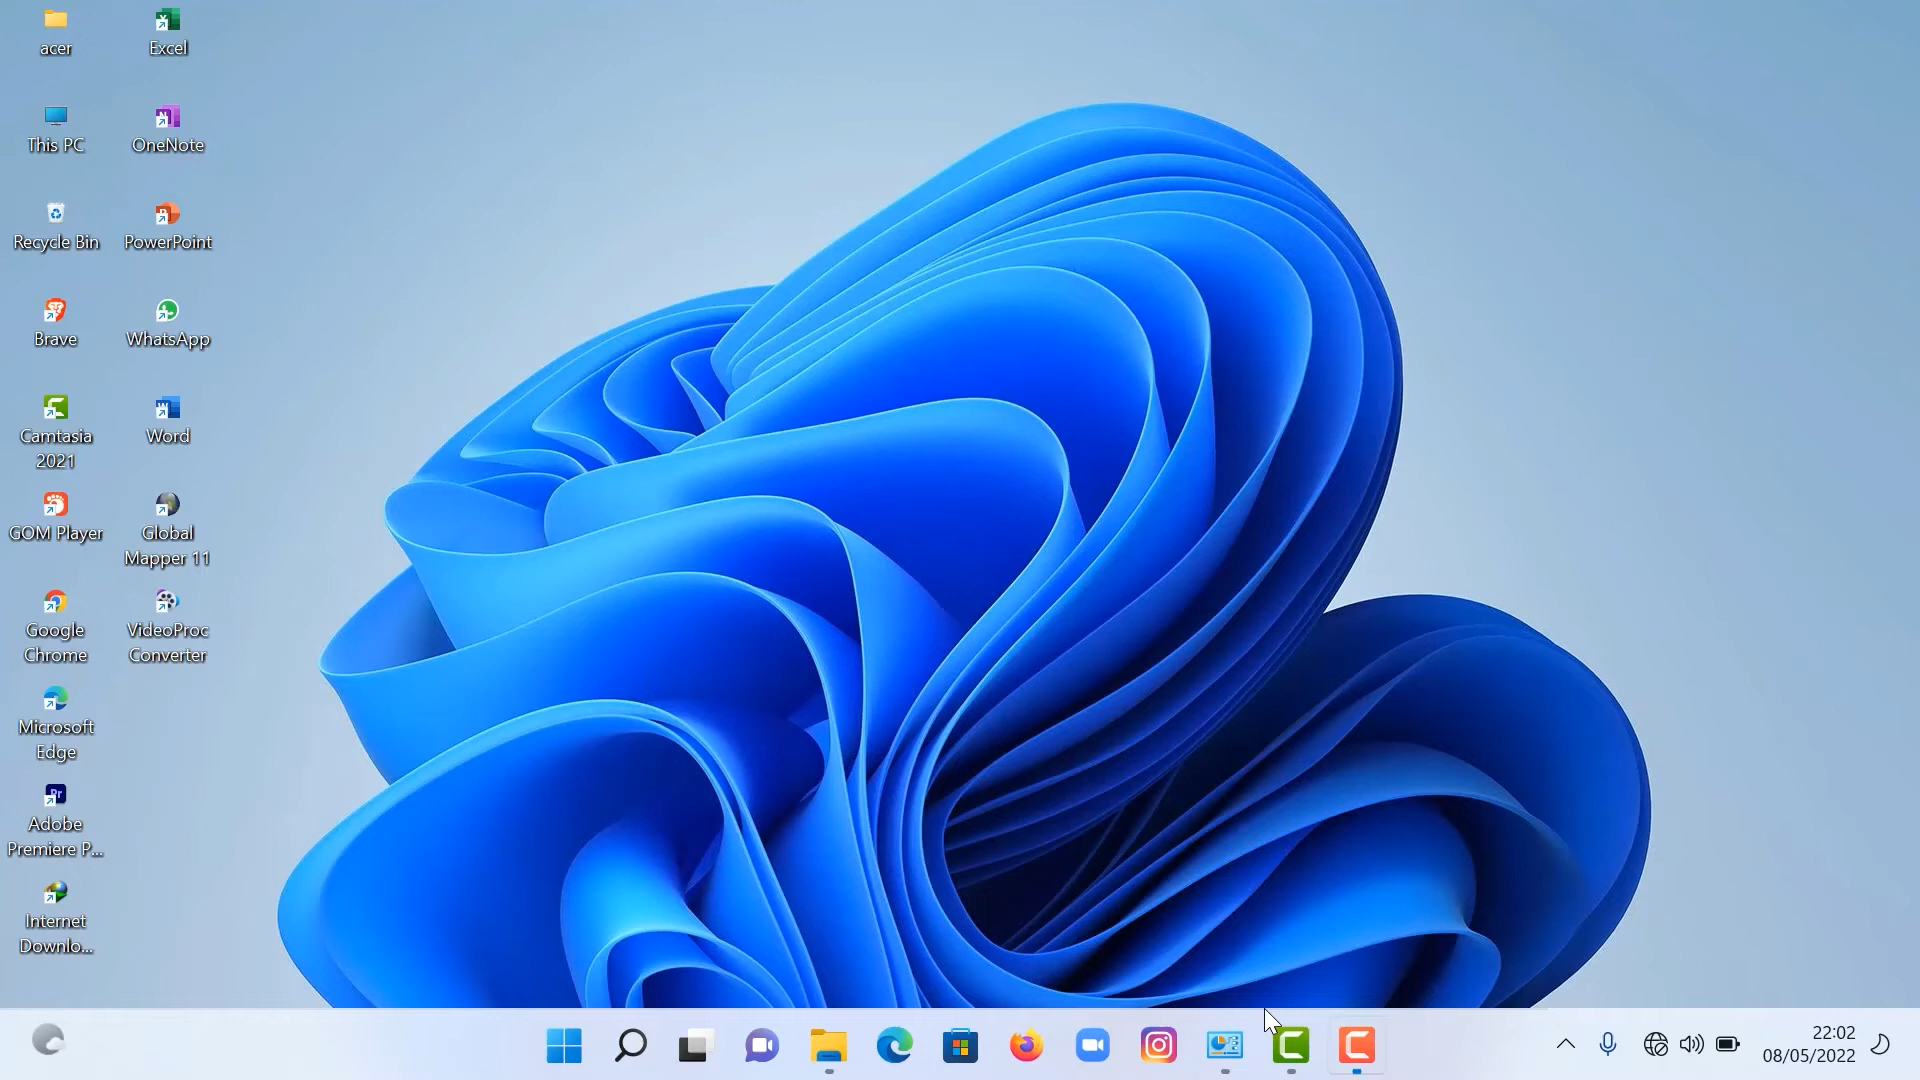 acer
Excel
This PC
OneNote
Recycle Bin
PowerPoint
Brave
WhatsApp
Camtasia
2021
Word
GOM Player
Global
Mapper 11
Google
Chrome
VideoProc
Converter
Microsoft
Edge
Adobe
Premiere P...
Internet
Downlo...
22:02
08/05/2022